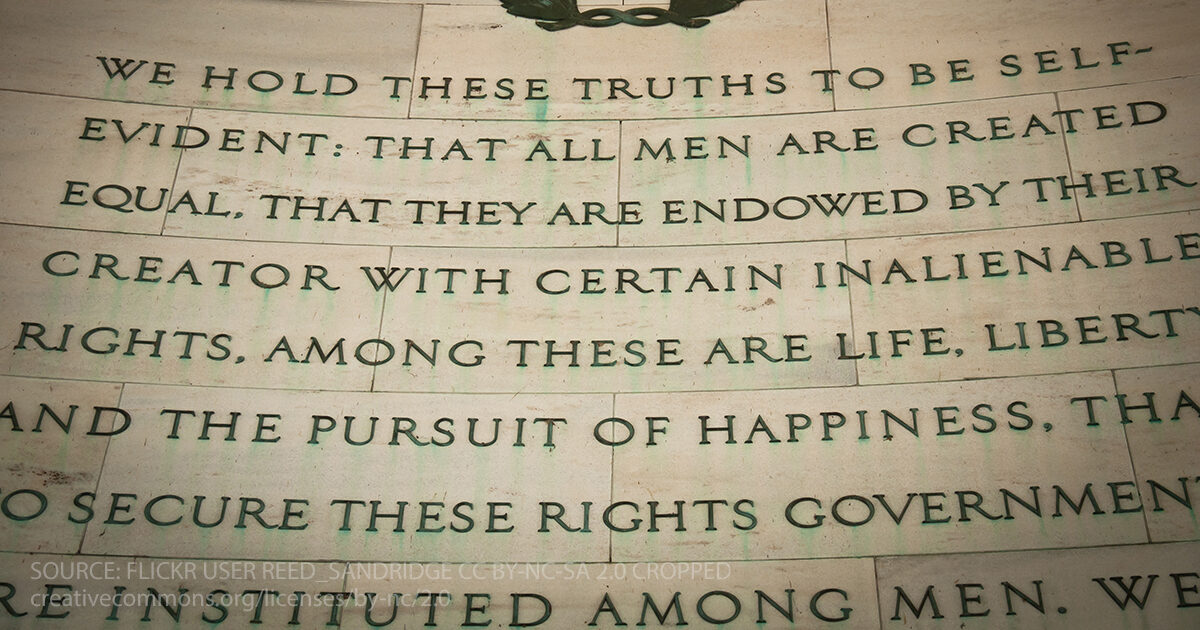 WE HOLD THESE TRUTHS TO BE SELF-
EVIDENT: THAT ALL MEN ARE CREATED
EQUAL, THAT THEY ARE ENDOWED BY THEIR
CREATOR WITH CERTAIN INALIENABLE
RIGHTS, AMONG THESE ARE LIFE, LIBERTY
AND THE PURSUIT OF HAPPINESS, THA
O SECURE THESE RIGHTS GOVERNMEN
RE INSTITUTED AMONG MEN. WE
SOURCE: FLICKR USER REED_SANDRIDGE CC BY-NC-SA 2.0 CROPPED
creativecommons.org/licenses/by-nc/2.0